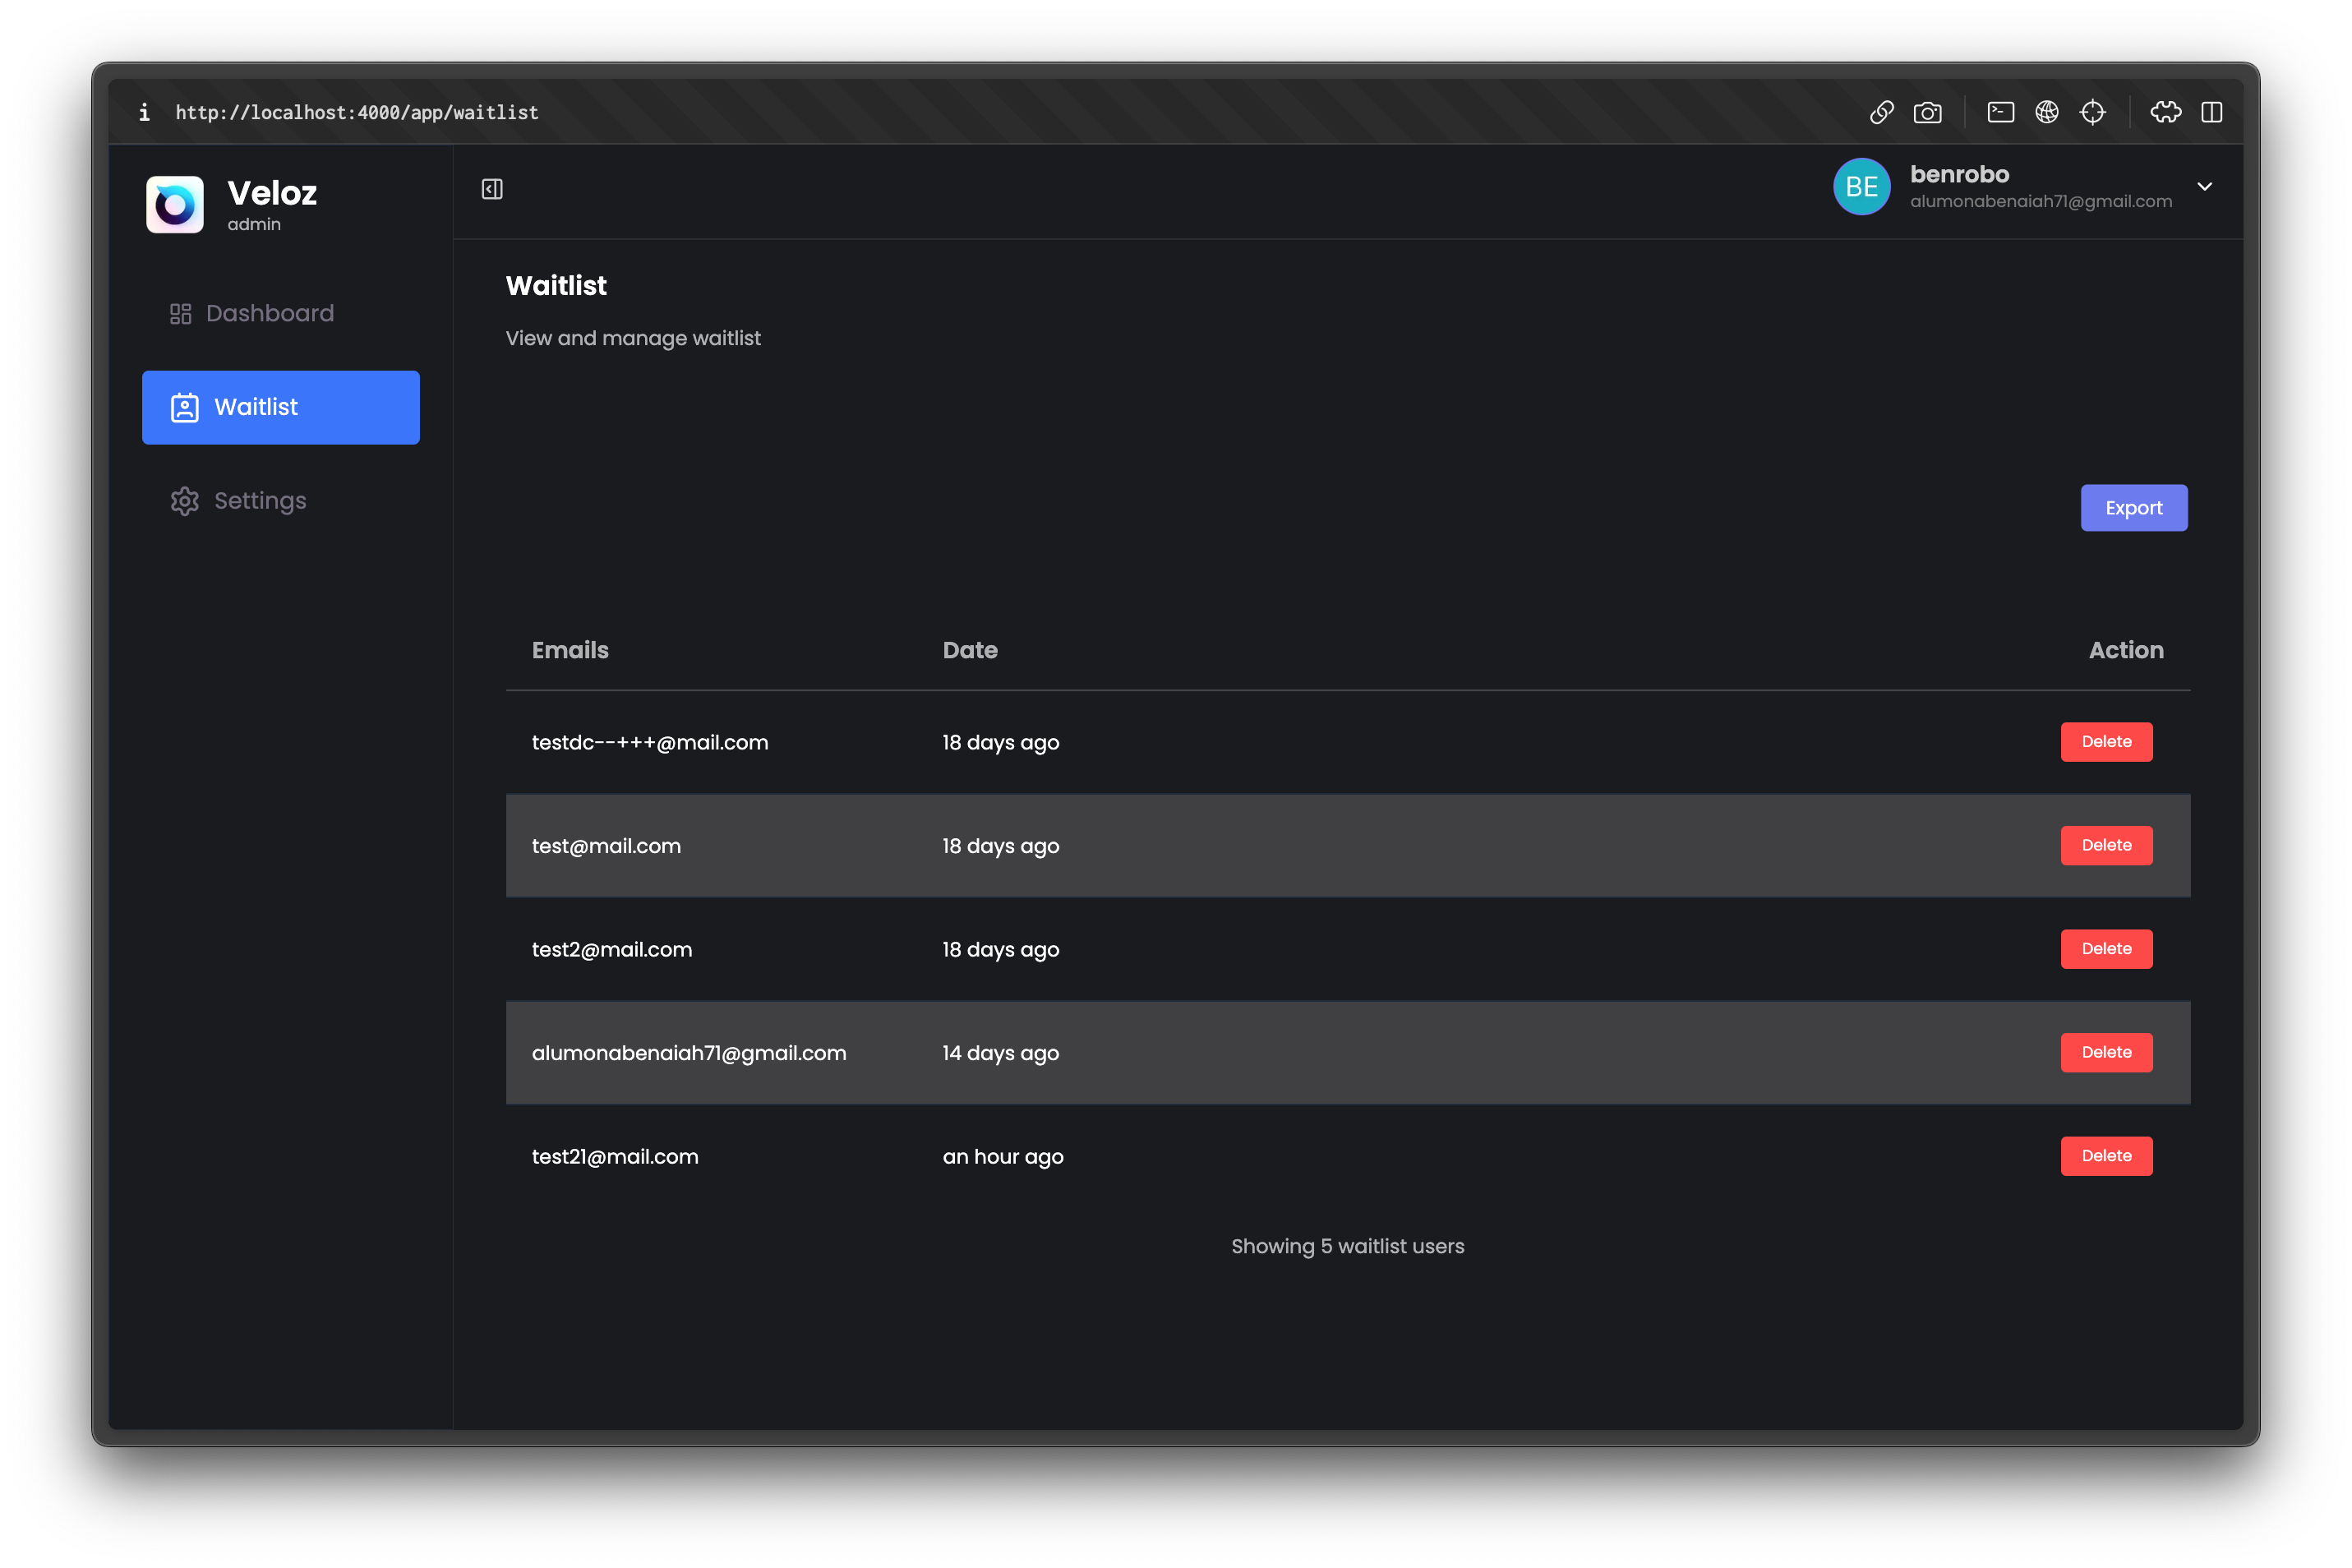 i http://localhost:4000/app/waitlist
Veloz
admin
BE
benrobo
alumonabenaiah71@gmail.com
Dashboard
Waitlist
Settings
Waitlist
View and manage waitlist
Export
Emails Date Action
testdc--+++@mail.com 18 days ago Delete
test@mail.com 18 days ago Delete
test2@mail.com 18 days ago Delete
alumonabenaiah71@gmail.com 14 days ago Delete
test21@mail.com an hour ago Delete
Showing 5 waitlist users